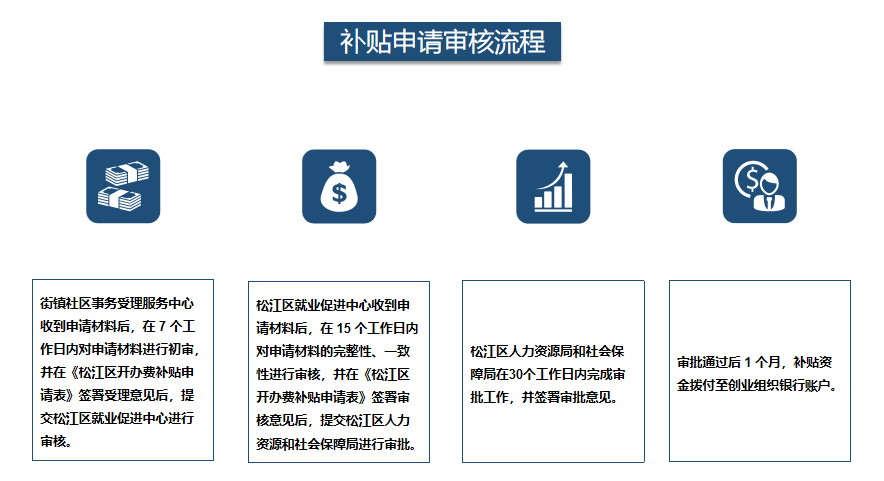 补贴申请审核流程
$
$
街镇社区事务受理服务中心
收到申请材料后，在 7 个工
作日内对申请材料进行初审，
并在《松江区开办费补贴申
请表》签署受理意见后，提
交松江区就业促进中心进行
审核。
松江区就业促进中心收到申
请材料后，在 15 个工作日内
对申请材料的完整性、一致
性进行审核，并在《松江区
开办费补贴申请表》签署审
核意见后，提交松江区人力
资源和社会保障局进行审批。
松江区人力资源局和社会保
障局在30个工作日内完成审
批工作，并签署审批意见。
审批通过后 1 个月，补贴资
金拨付至创业组织银行账户。